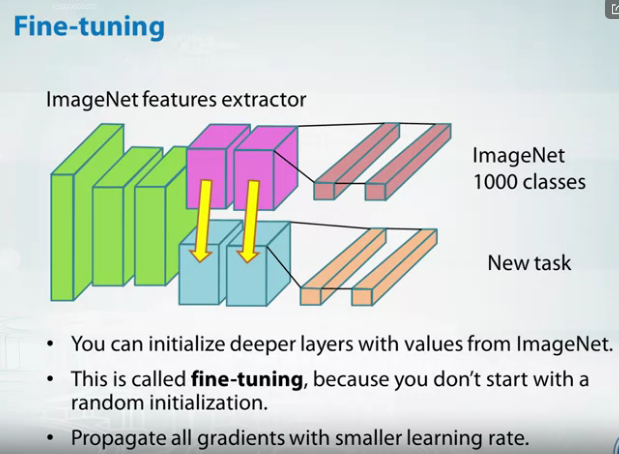 Fine-tuning
ImageNet features extractor
ImageNet
1000 classes
New task
• You can initialize deeper layers with values from ImageNet.
• This is called fine-tuning, because you don't start with a
random initialization.
• Propagate all gradients with smaller learning rate.